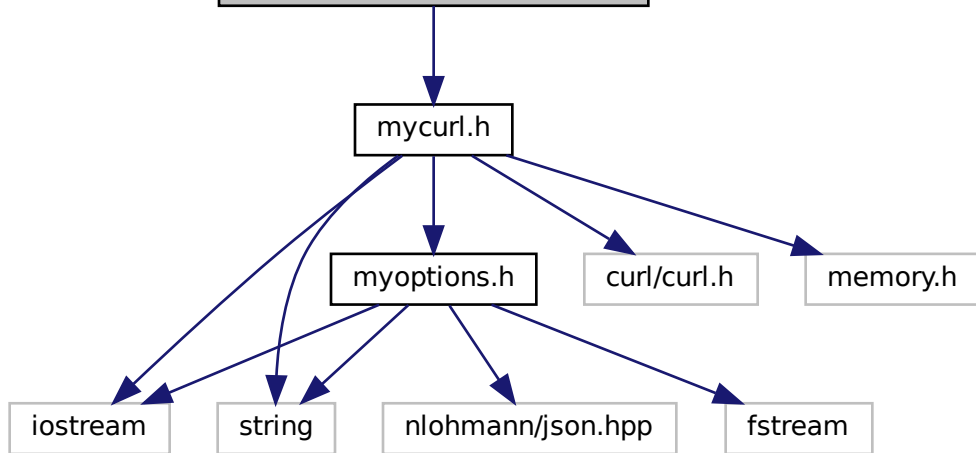 mycurl.h
myoptions.h
curl/curl.h
memory.h
iostream
string
nlohmann/json.hpp
fstream